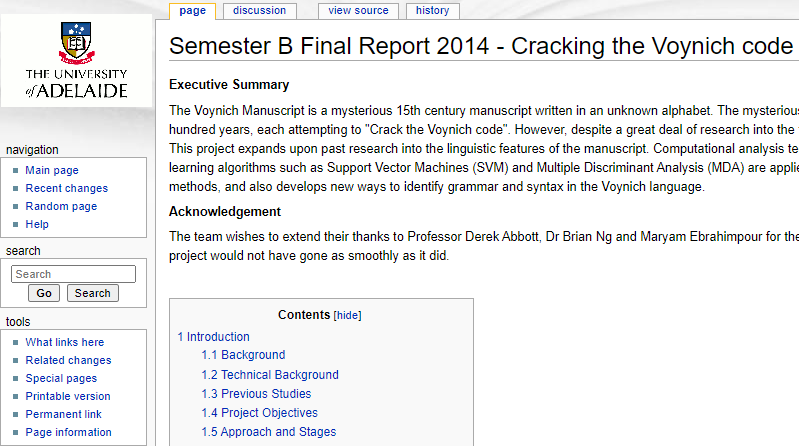 page
discussion
view source
history
THE UNIVERSITY
of ADELAIDE
Semester B Final Report 2014 - Cracking the Voynich code
Executive Summary
The Voynich Manuscript is a mysterious 15th century manuscript written in an unknown alphabet. The mysterious
hundred years, each attempting to "Crack the Voynich code". However, despite a great deal of research into the
This project expands upon past research into the linguistic features of the manuscript. Computational analysis te
learning algorithms such as Support Vector Machines (SVM) and Multiple Discriminant Analysis (MDA) are applie
methods, and also develops new ways to identify grammar and syntax in the Voynich language.
Acknowledgement
The team wishes to extend their thanks to Professor Derek Abbott, Dr Brian Ng and Maryam Ebrahimpour for the
project would not have gone as smoothly as it did.
Contents [hide]
1 Introduction
1.1 Background
1.2 Technical Background
1.3 Previous Studies
1.4 Project Objectives
1.5 Approach and Stages
navigation
Main page
Recent changes
Random page
Help
search
Search
Go
Search
tools
What links here
Related changes
Special pages
Printable version
Permanent link
Page information